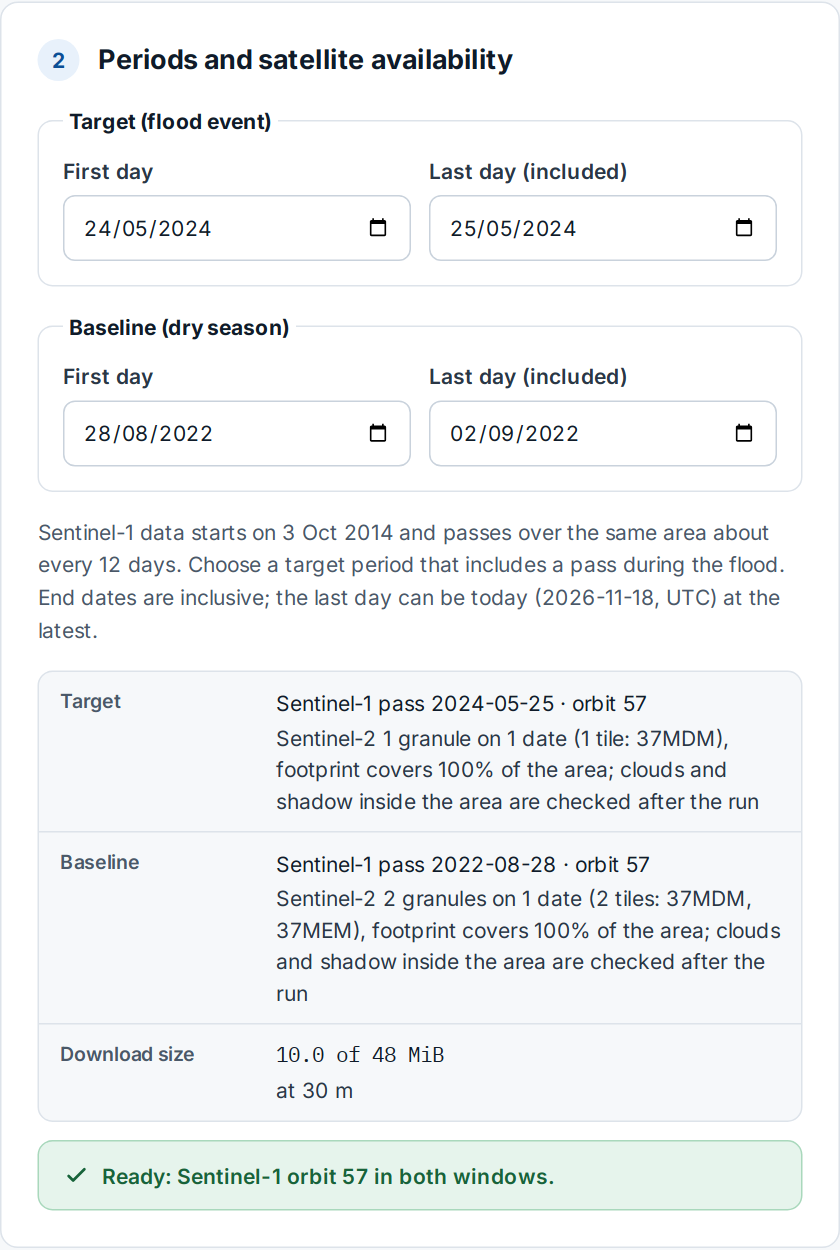 2 Periods and satellite availability
Target (flood event)
First day
Last day (included)
24/05/2024
25/05/2024
Baseline (dry season)
First day
Last day (included)
28/08/2022
02/09/2022
Sentinel-1 data starts on 3 Oct 2014 and passes over the same area about
every 12 days. Choose a target period that includes a pass during the flood.
End dates are inclusive; the last day can be today (2026-11-18, UTC) at the
latest.
Target
Sentinel-1 pass 2024-05-25 · orbit 57
Sentinel-2 1 granule on 1 date (1 tile: 37MDM),
footprint covers 100% of the area; clouds and
shadow inside the area are checked after the run
Baseline
Sentinel-1 pass 2022-08-28 · orbit 57
Sentinel-2 2 granules on 1 date (2 tiles: 37MDM,
37MEM), footprint covers 100% of the area; clouds
and shadow inside the area are checked after the
run
Download size
10.0 of 48 MiB
at 30 m
Ready: Sentinel-1 orbit 57 in both windows.